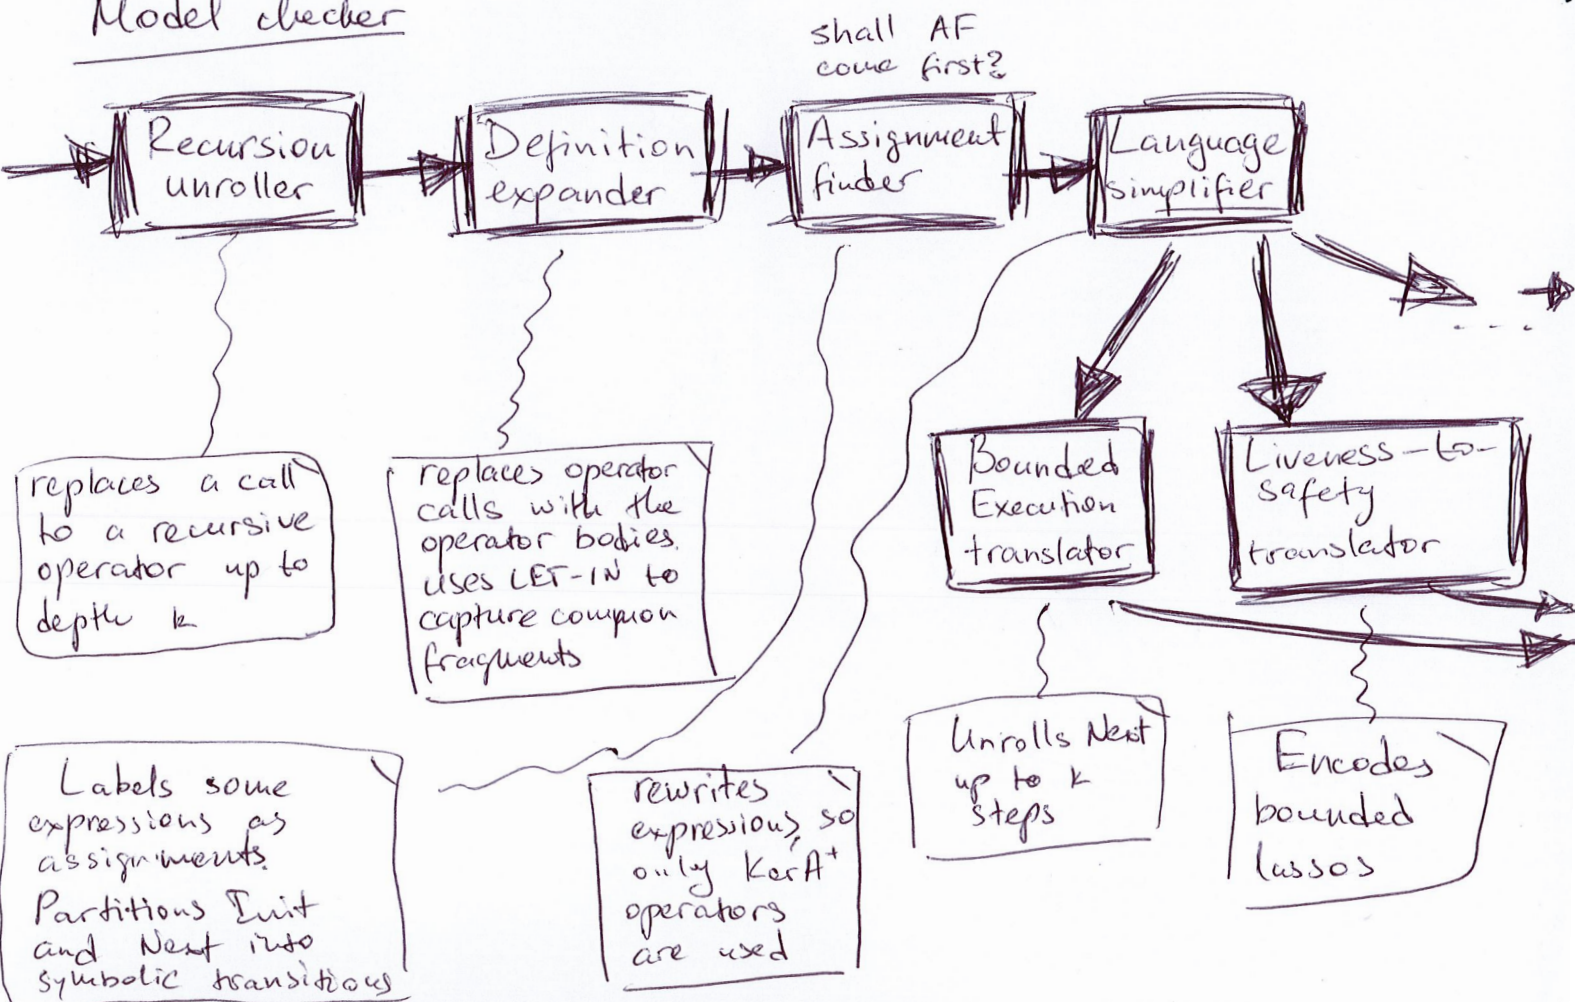 Model checker
shall AF
come first?
Recursion
unroller
Definition
expander
Assignment
finder
Language
simplifier
. . . .
Bounded
Execution
translator
Liveness-to-
safety
translator
replaces a call
to a recursive
operator up to
depth k
replaces operator
calls with the
operator bodies.
uses LET-IN to
capture common
fragments
Labels some
expressions as
assignments.
Partitions Init
and Next into
symbolic transitions
rewrites
expressions, so
only KerA+
operators
are used
Unrolls Next
up to k
steps
Encodes
bounded
lassos